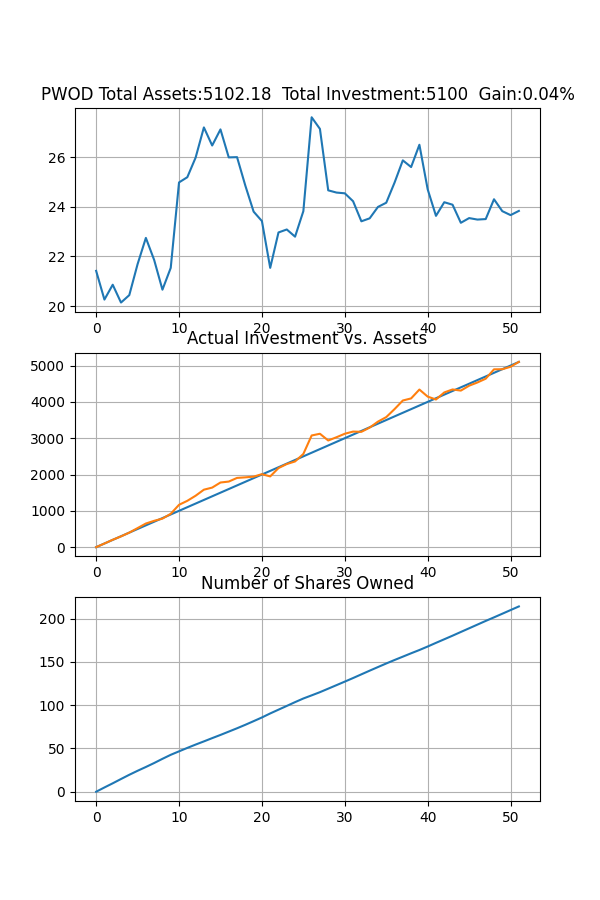 PWOD Total Assets:5102.18  Total Investment:5100  Gain:0.04%
26
24
22
20
0 10 20 30 40 50
Actual Investment vs. Assets
5000
4000
3000
2000
1000
0
0 10 20 30 40 50
Number of Shares Owned
200
150
100
50
0
0 10 20 30 40 50